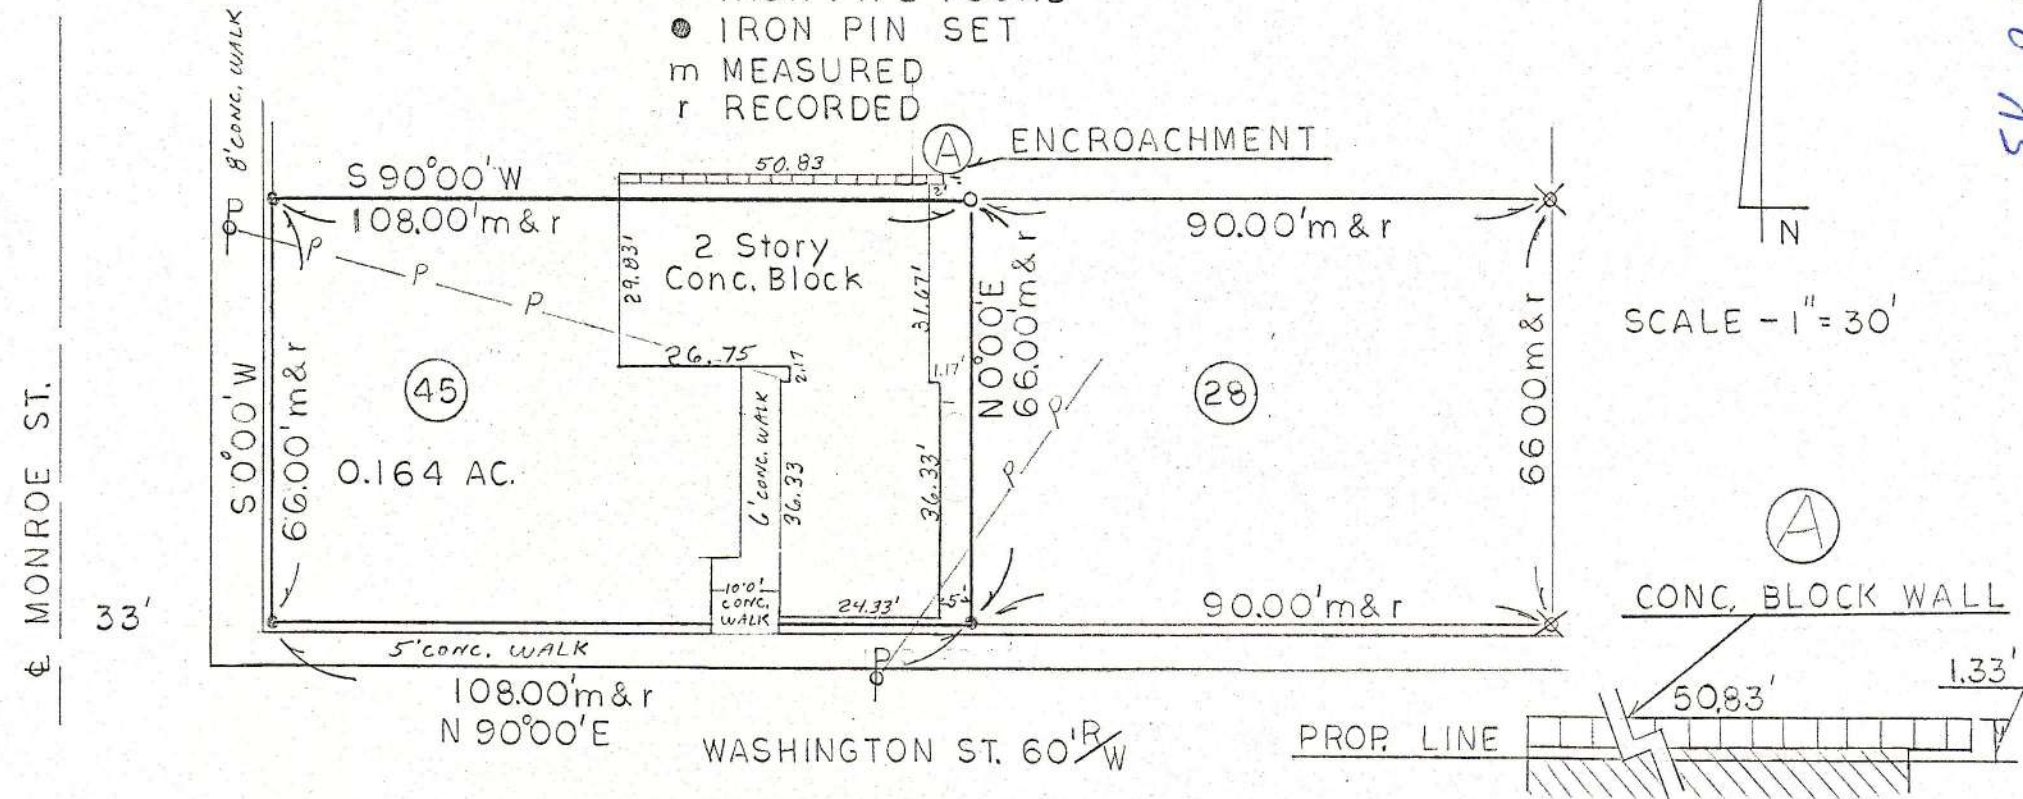 ● IRON PIN SET
m MEASURED
r RECORDED
8' CONC. WALK
A ENCROACHMENT
50.83
S 90°00' W
108.00' m & r
2'
90.00' m & r
N
P
P
P
P
2 Story
Conc. Block
29.83'
31.67'
N 0°00' E
66.00' m & r
SCALE - 1" = 30'
26.75
2.17
1.17'
45
28
S 0°00' W
66.00' m & r
0.164 AC.
6' CONC. WALK
36.33
36.33'
P
P
66.00 m & r
MONROE ST.
33'
10.0'
CONC.
WALK
24.33'
5'
90.00' m & r
A
CONC. BLOCK WALL
5' CONC. WALK
P
108.00' m & r
N 90°00' E
WASHINGTON ST. 60' R/W
PROP. LINE
50.83'
1.33'